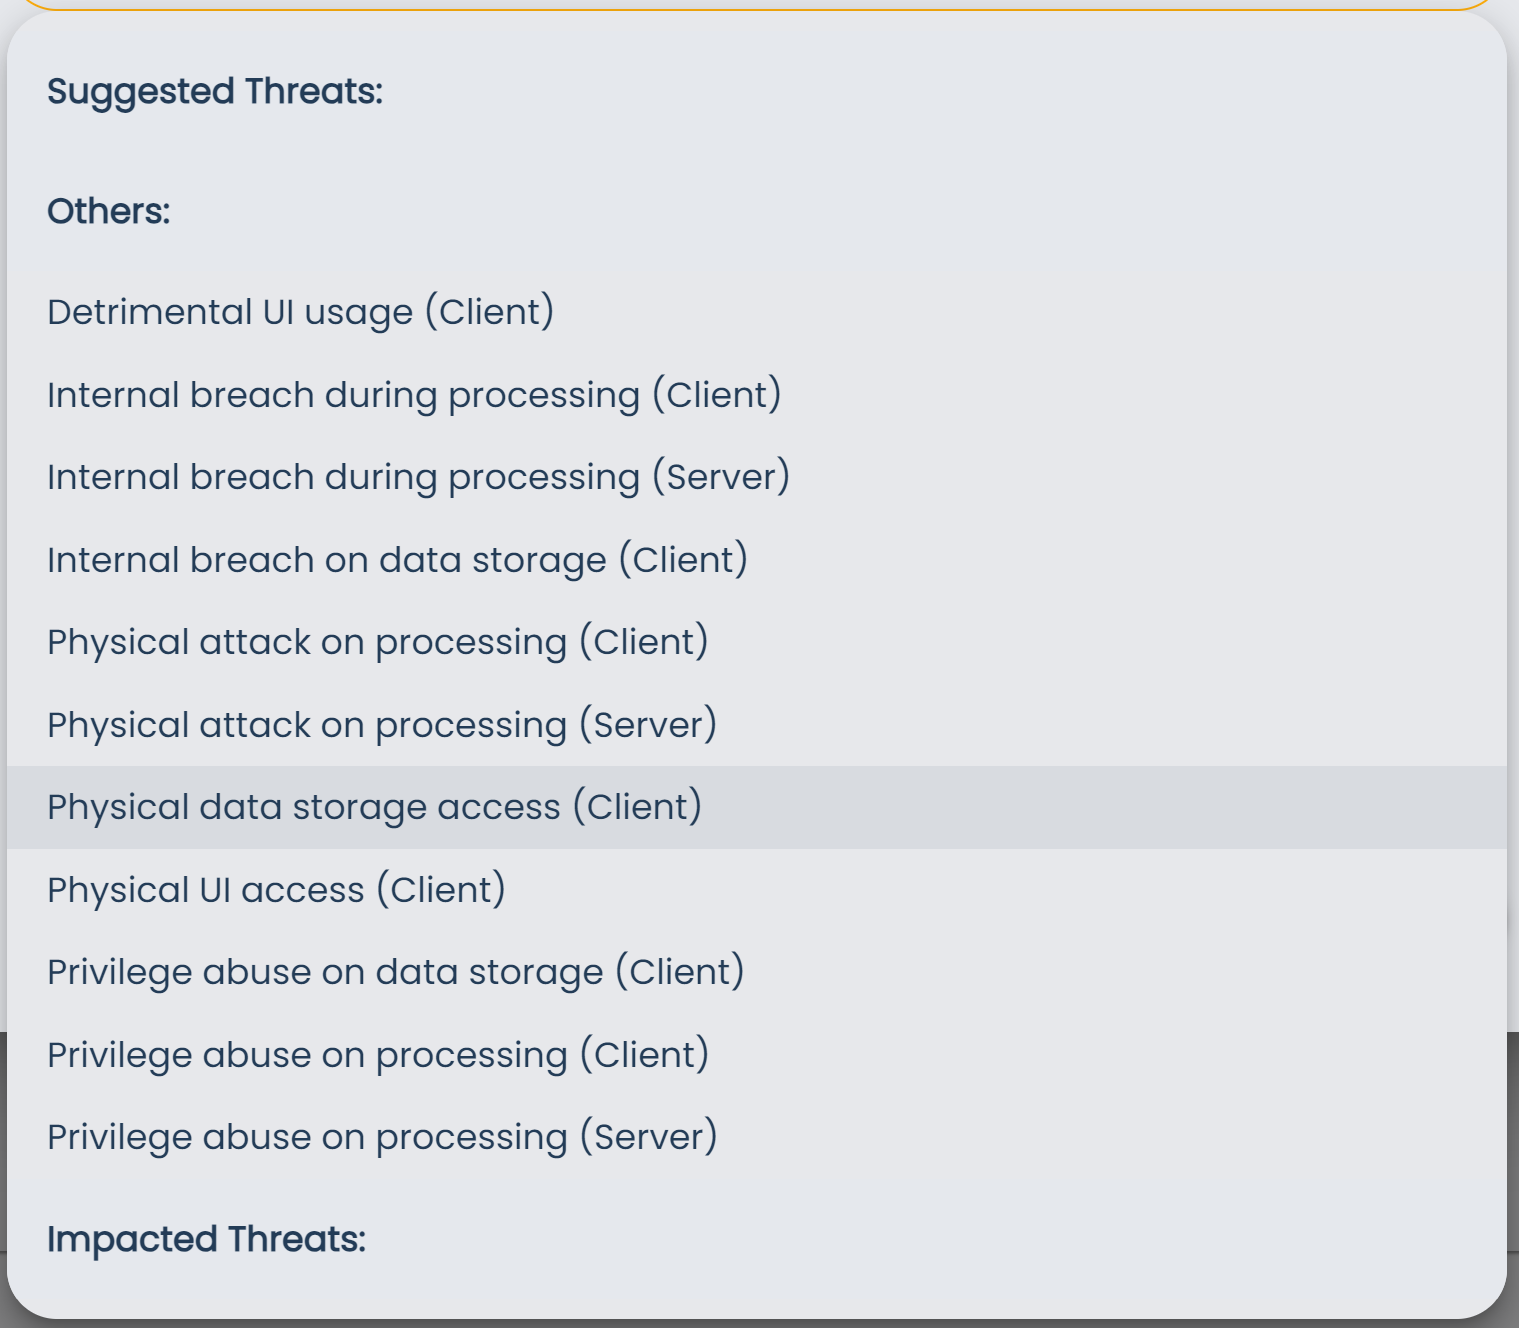 Suggested Threats:
Others:
Detrimental UI usage (Client)
Internal breach during processing (Client)
Internal breach during processing (Server)
Internal breach on data storage (Client)
Physical attack on processing (Client)
Physical attack on processing (Server)
Physical data storage access (Client)
Physical UI access (Client)
Privilege abuse on data storage (Client)
Privilege abuse on processing (Client)
Privilege abuse on processing (Server)
Impacted Threats: